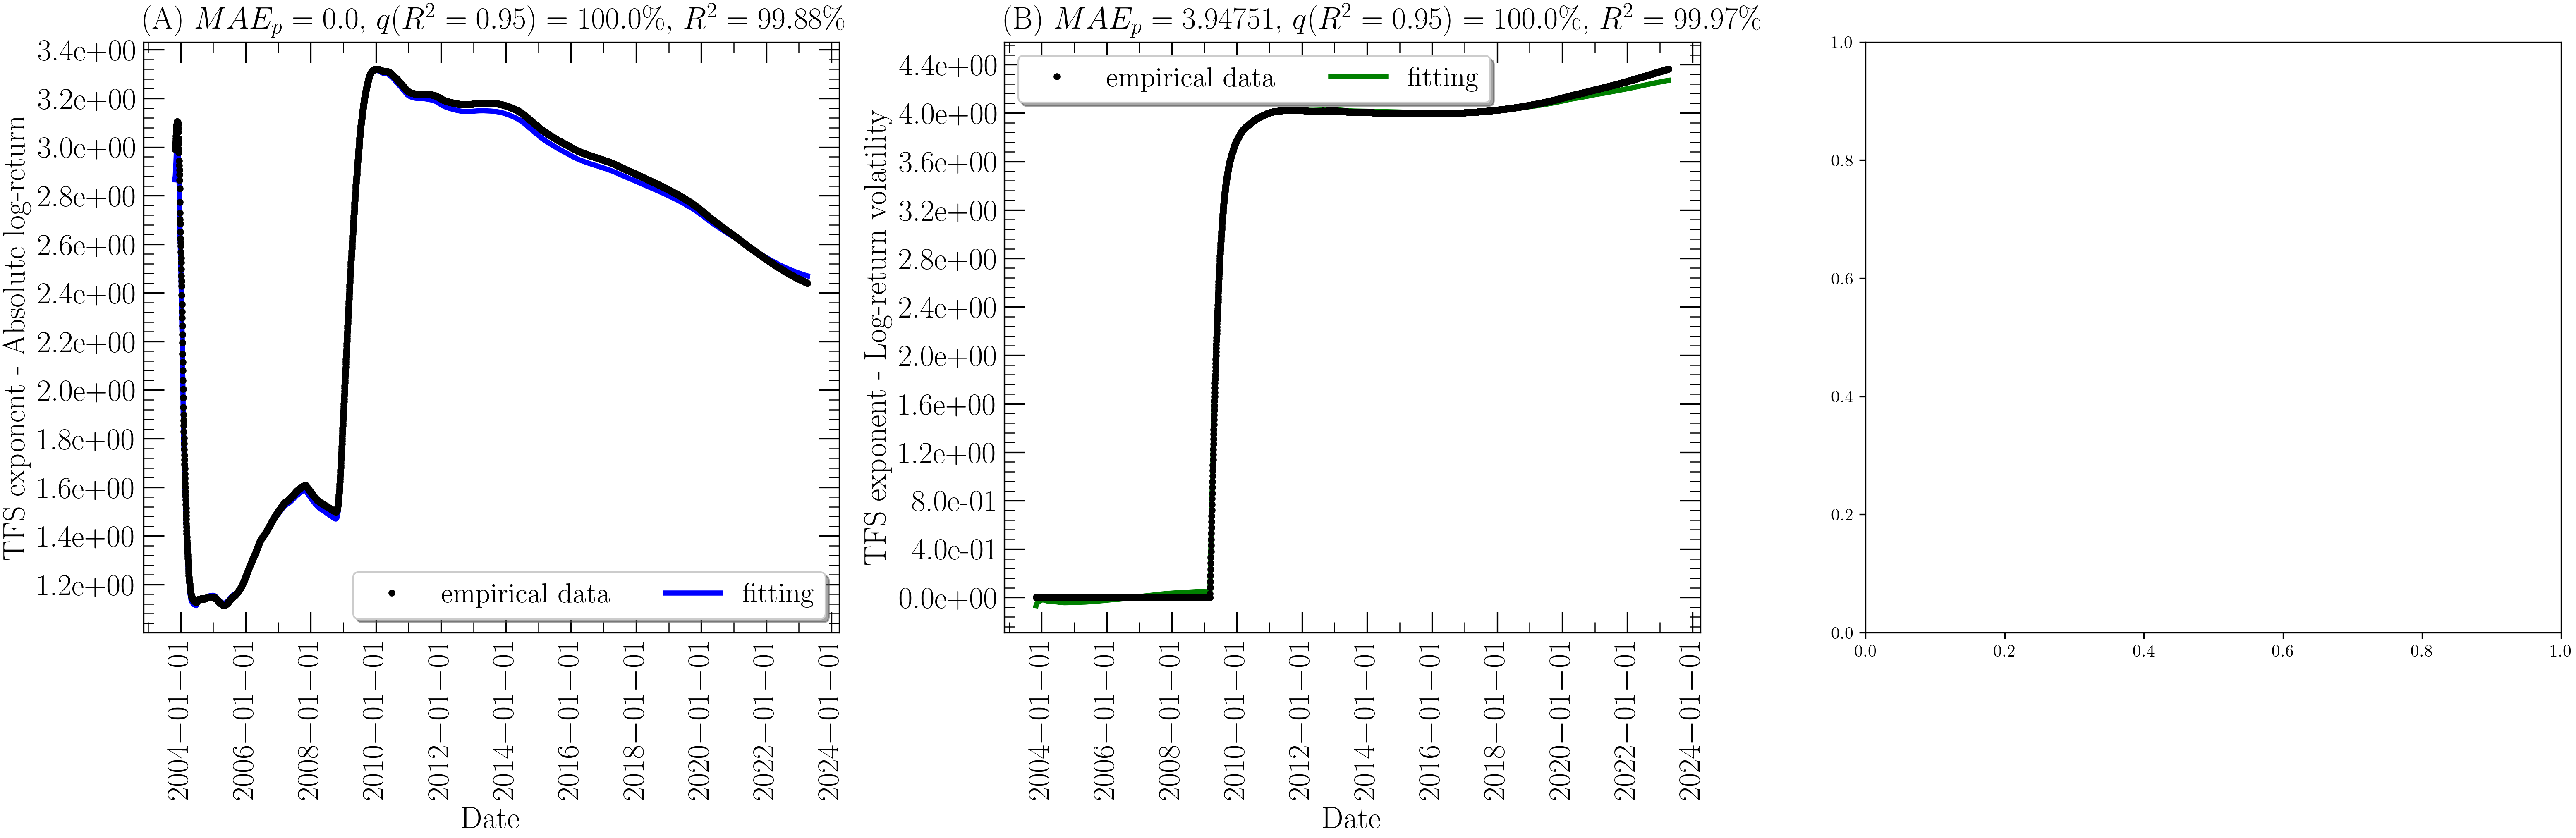 (A) MAE_p = 0.0, q(R² = 0.95) = 100.0%, R² = 99.88%
TFS exponent - Absolute log-return
3.4e+00
3.2e+00
3.0e+00
2.8e+00
2.6e+00
2.4e+00
2.2e+00
2.0e+00
1.8e+00
1.6e+00
1.4e+00
1.2e+00
empirical data fitting
2004−01−01
2006−01−01
2008−01−01
2010−01−01
2012−01−01
2014−01−01
2016−01−01
2018−01−01
2020−01−01
2022−01−01
2024−01−01
Date
(B) MAE_p = 3.94751, q(R² = 0.95) = 100.0%, R² = 99.97%
TFS exponent - Log-return volatility
4.4e+00
4.0e+00
3.6e+00
3.2e+00
2.8e+00
2.4e+00
2.0e+00
1.6e+00
1.2e+00
8.0e-01
4.0e-01
0.0e+00
empirical data fitting
2004−01−01
2006−01−01
2008−01−01
2010−01−01
2012−01−01
2014−01−01
2016−01−01
2018−01−01
2020−01−01
2022−01−01
2024−01−01
Date
1.0
0.8
0.6
0.4
0.2
0.0
0.0 0.2 0.4 0.6 0.8 1.0